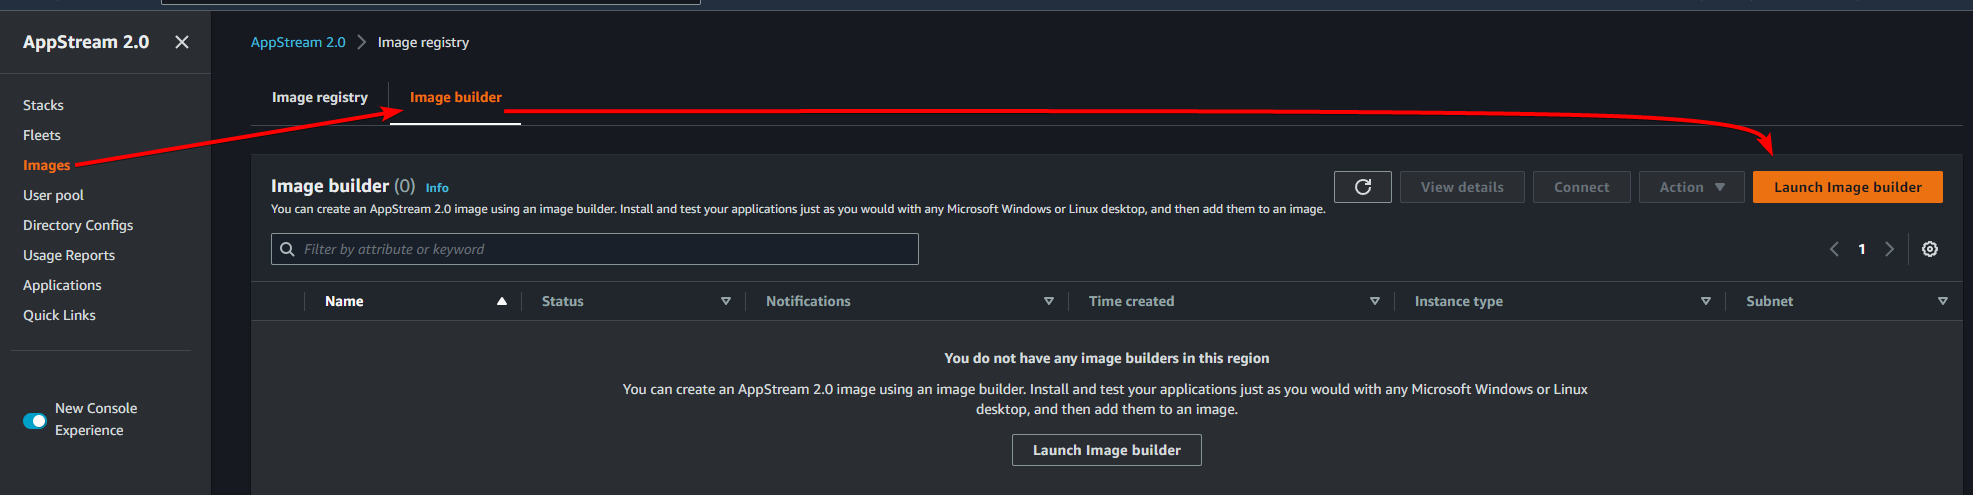 AppStream 2.0
Stacks
Fleets
Images
User pool
Directory Configs
Usage Reports
Applications
Quick Links
New Console
Experience
AppStream 2.0 Image registry
Image registry Image builder
Image builder (0) Info
View details Connect Action Launch Image builder
You can create an AppStream 2.0 image using an image builder. Install and test your applications just as you would with any Microsoft Windows or Linux desktop, and then add them to an image.
Filter by attribute or keyword
1
Name Status Notifications Time created Instance type Subnet
You do not have any image builders in this region
You can create an AppStream 2.0 image using an image builder. Install and test your applications just as you would with any Microsoft Windows or Linux
desktop, and then add them to an image.
Launch Image builder